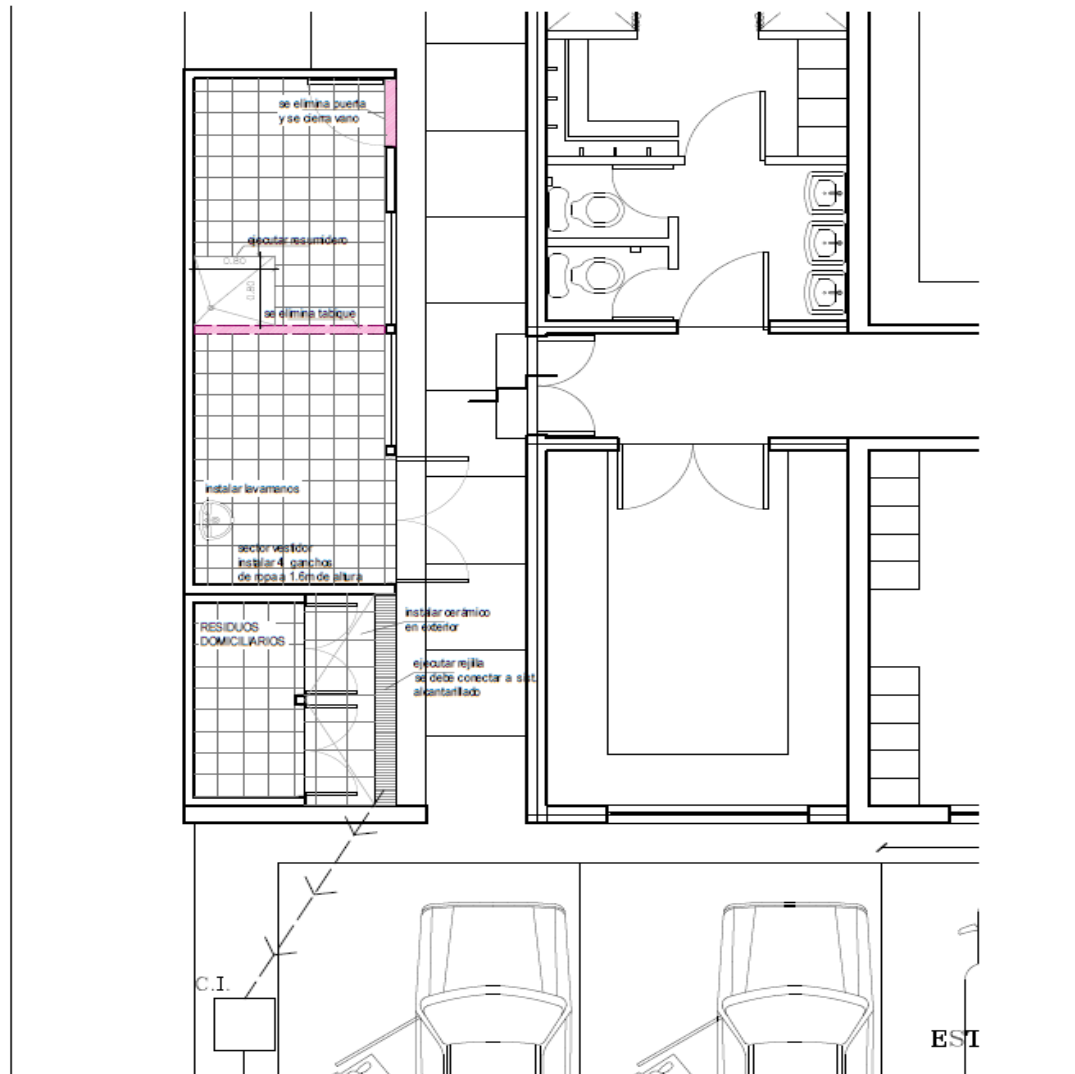 se elimina puerta
y se cierra vano
ejecutar resumidero
0.80
0.80
se elimina tabique
instalar lavamanos
sector vestidor
instalar 4 ganchos
de ropa a 1.6m de altura
instalar cerámico
en exterior
RESIDUOS
DOMICILIARIOS
ejecutar rejilla
se debe conectar a sist.
alcantarillado
C.I.
EST